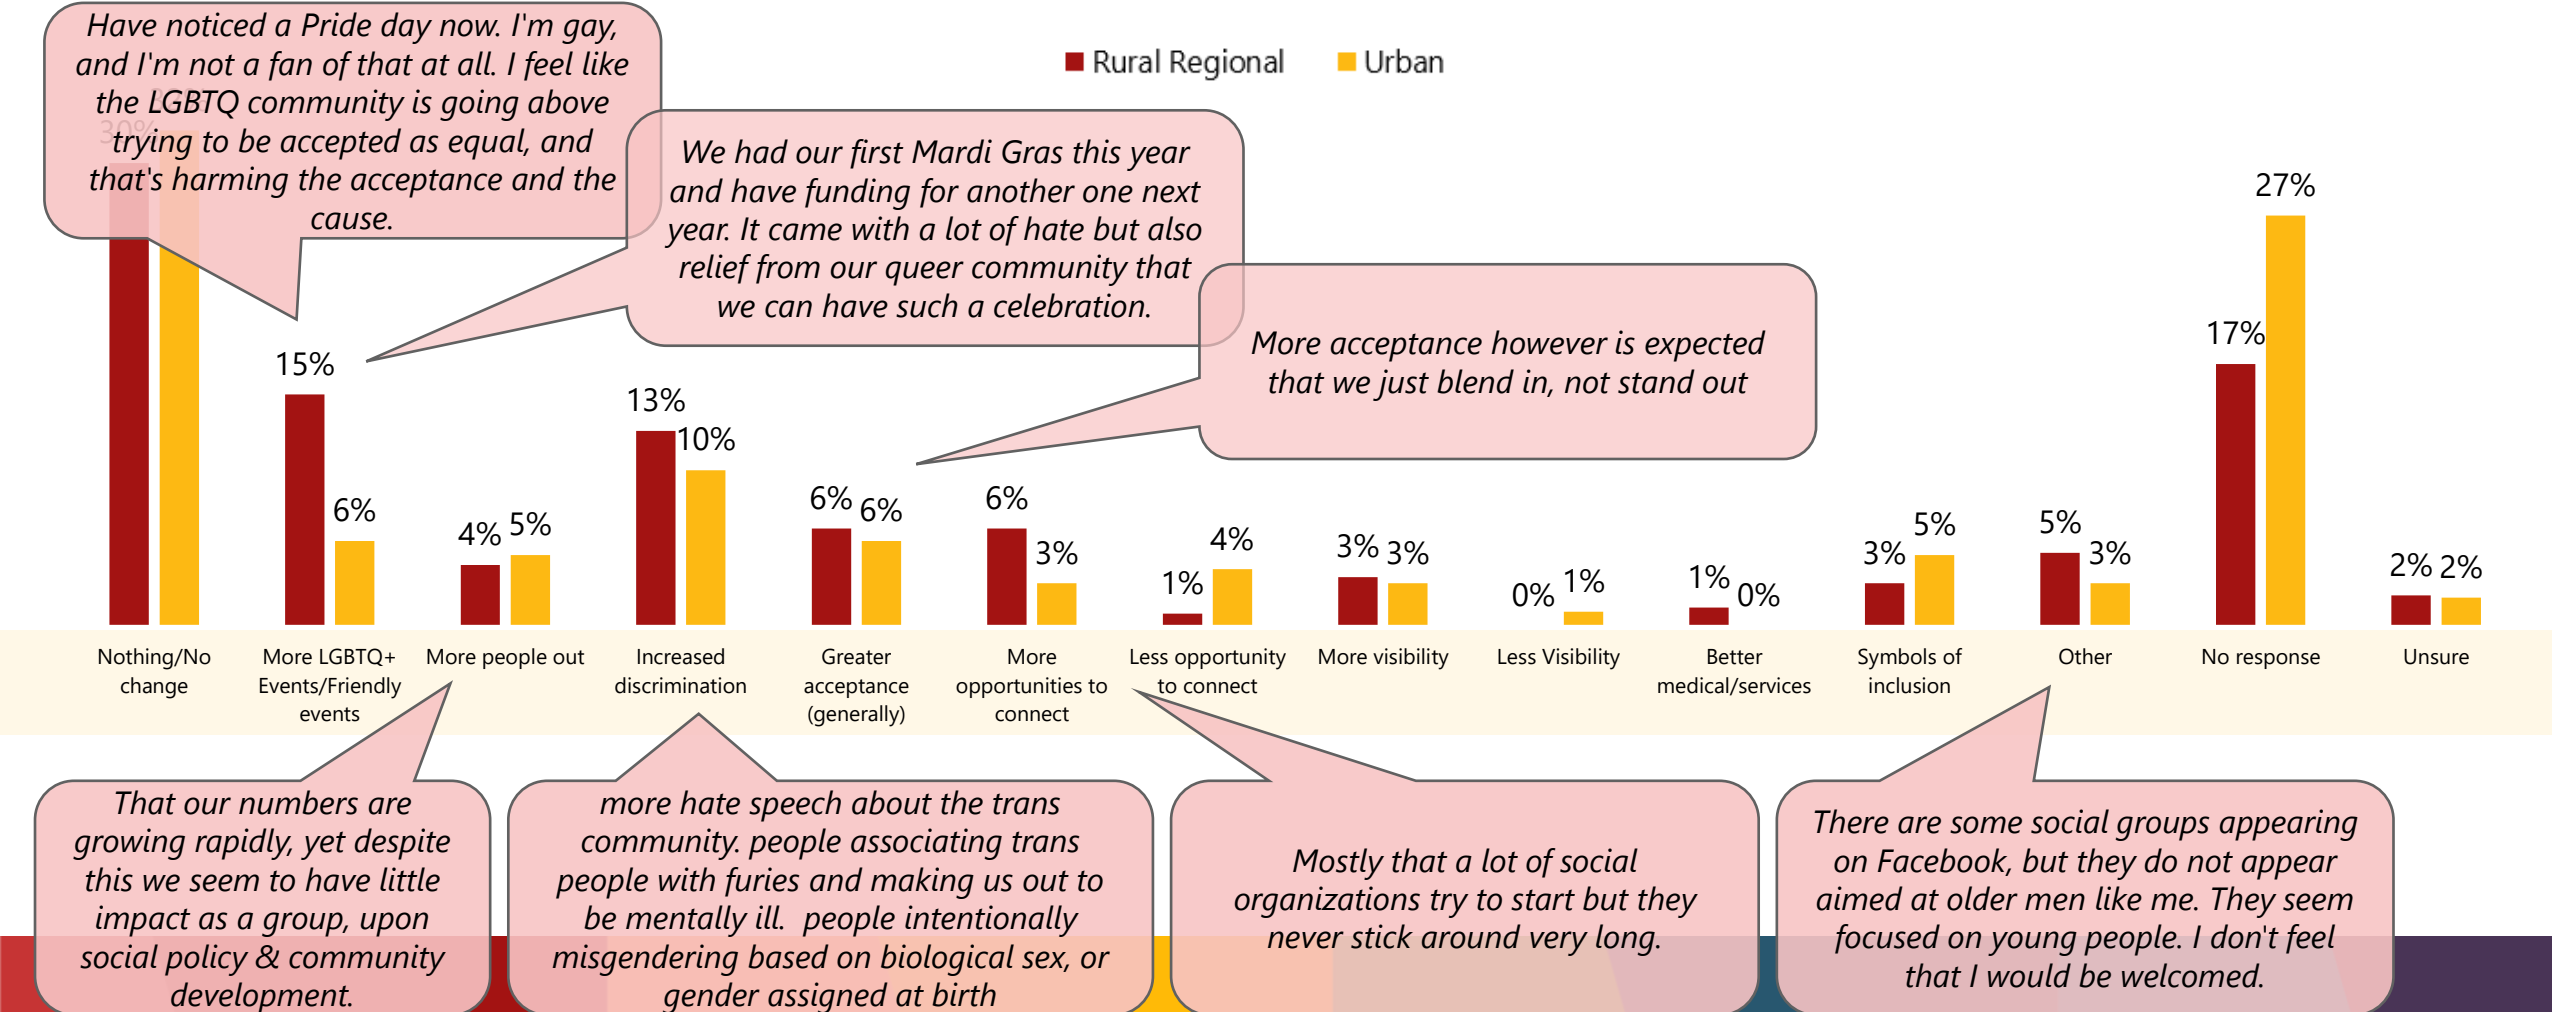 Have noticed a Pride day now. I'm gay,
and I'm not a fan of that at all. I feel like
the LGBTQ community is going above
trying to be accepted as equal, and
that's harming the acceptance and the
cause.
Rural Regional
Urban
30%
We had our first Mardi Gras this year
and have funding for another one next
year. It came with a lot of hate but also
relief from our queer community that
we can have such a celebration.
More acceptance however is expected
that we just blend in, not stand out
15%
6%
4%
5%
13%
10%
6%
6%
6%
3%
1%
4%
3%
3%
0%
1%
1%
0%
3%
5%
5%
3%
17%
27%
2%
2%
Nothing/No
change
More LGBTQ+
Events/Friendly
events
More people out
Increased
discrimination
Greater
acceptance
(generally)
More
opportunities to
connect
Less opportunity
to connect
More visibility
Less Visibility
Better
medical/services
Symbols of
inclusion
Other
No response
Unsure
That our numbers are
growing rapidly, yet despite
this we seem to have little
impact as a group, upon
social policy & community
development.
more hate speech about the trans
community. people associating trans
people with furies and making us out to
be mentally ill.  people intentionally
misgendering based on biological sex, or
gender assigned at birth
Mostly that a lot of social
organizations try to start but they
never stick around very long.
There are some social groups appearing
on Facebook, but they do not appear
aimed at older men like me. They seem
focused on young people. I don't feel
that I would be welcomed.